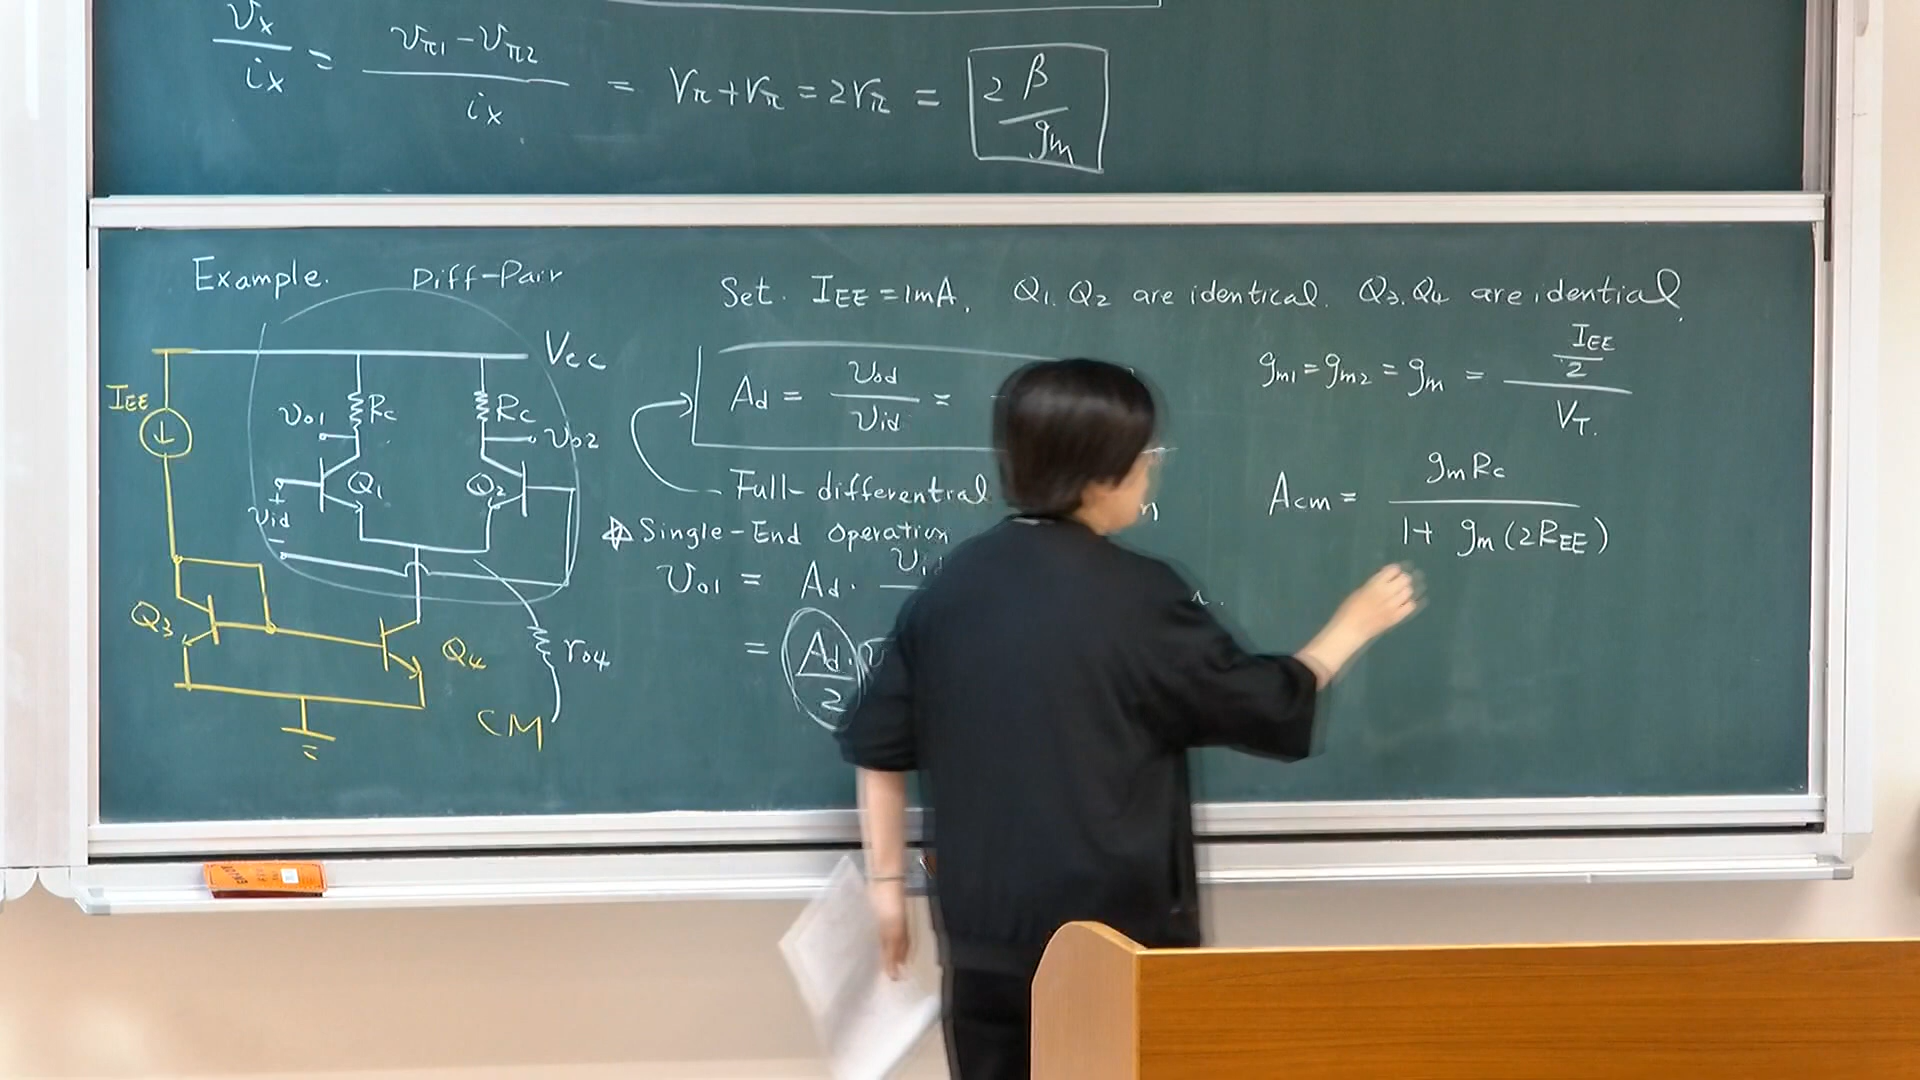 vx/ix = (vπ1 - vπ2)/ix = rπ + rπ = 2rπ = 2β/gm
Example. Diff-Pair
Set. IEE = 1mA, Q1. Q2 are identical. Q3. Q4 are idential.
Vcc
IEE
Rc
Rc
vo1
vo2
Q1
Q2
+
vid
−
Q3
Q4
ro4
CM
Ad = vod/vid =
Full-differential
Single-End Operation
vo1 = Ad ·
= Ad/2 ·
gm1 = gm2 = gm = (IEE/2)/VT.
Acm = gmRc/(1+ gm(2REE))